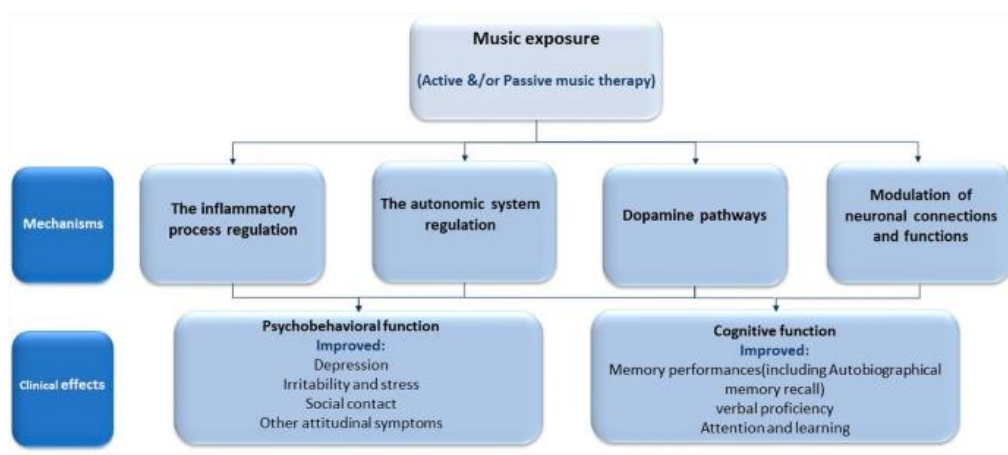 Music exposure
(Active &/or Passive music therapy)
Mechanisms
The inflammatory
process regulation
The autonomic system
regulation
Dopamine pathways
Modulation of
neuronal connections
and functions
Clinical effects
Psychobehavioral function
Improved:
Depression
Irritability and stress
Social contact
Other attitudinal symptoms
Cognitive function
Improved:
Memory performances(including Autobiographical
memory recall)
verbal proficiency
Attention and learning